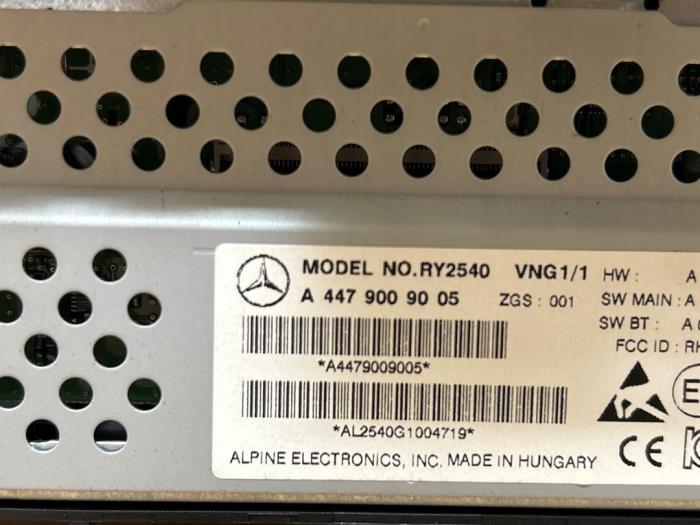 MODEL NO.RY2540 VNG1/1 HW : A
A 447 900 90 05 ZGS : 001 SW MAIN : A
SW BT : A
*A4479009005* FCC ID :
*AL2540G1004719*
ALPINE ELECTRONICS, INC. MADE IN HUNGARY CE